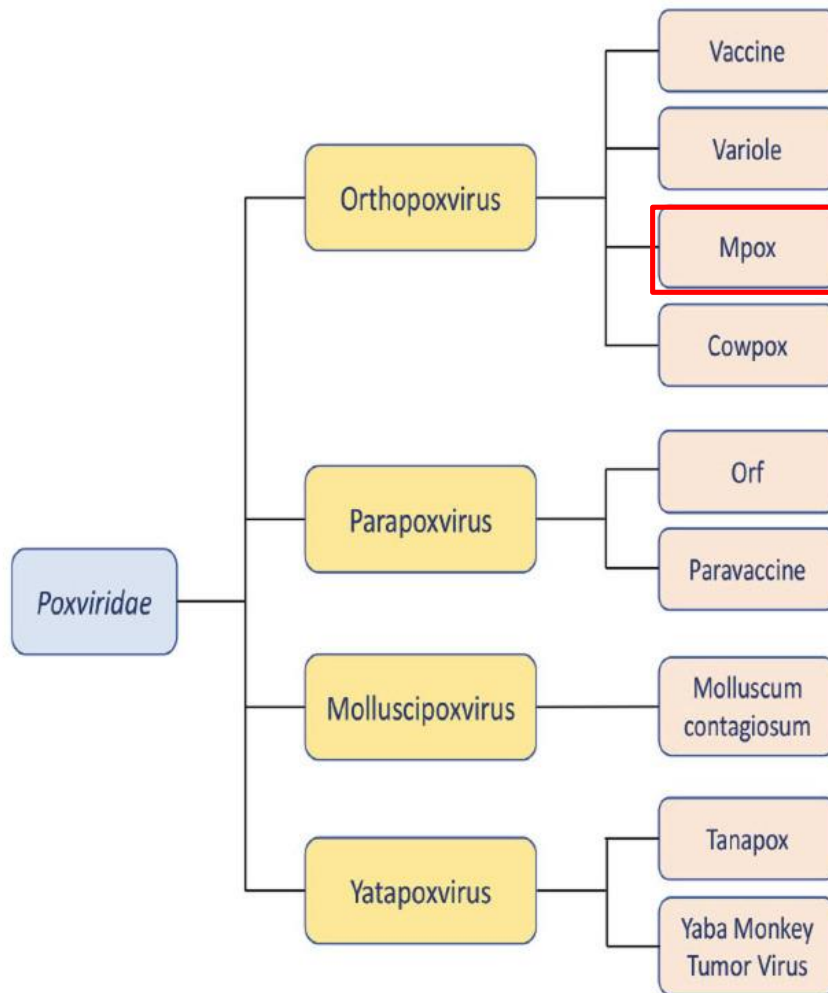 Vaccine
Variole
Orthopoxvirus
Mpox
Cowpox
Orf
Parapoxvirus
Paravaccine
Poxviridae
Molluscipoxvirus
Molluscum
contagiosum
Tanapox
Yatapoxvirus
Yaba Monkey
Tumor Virus